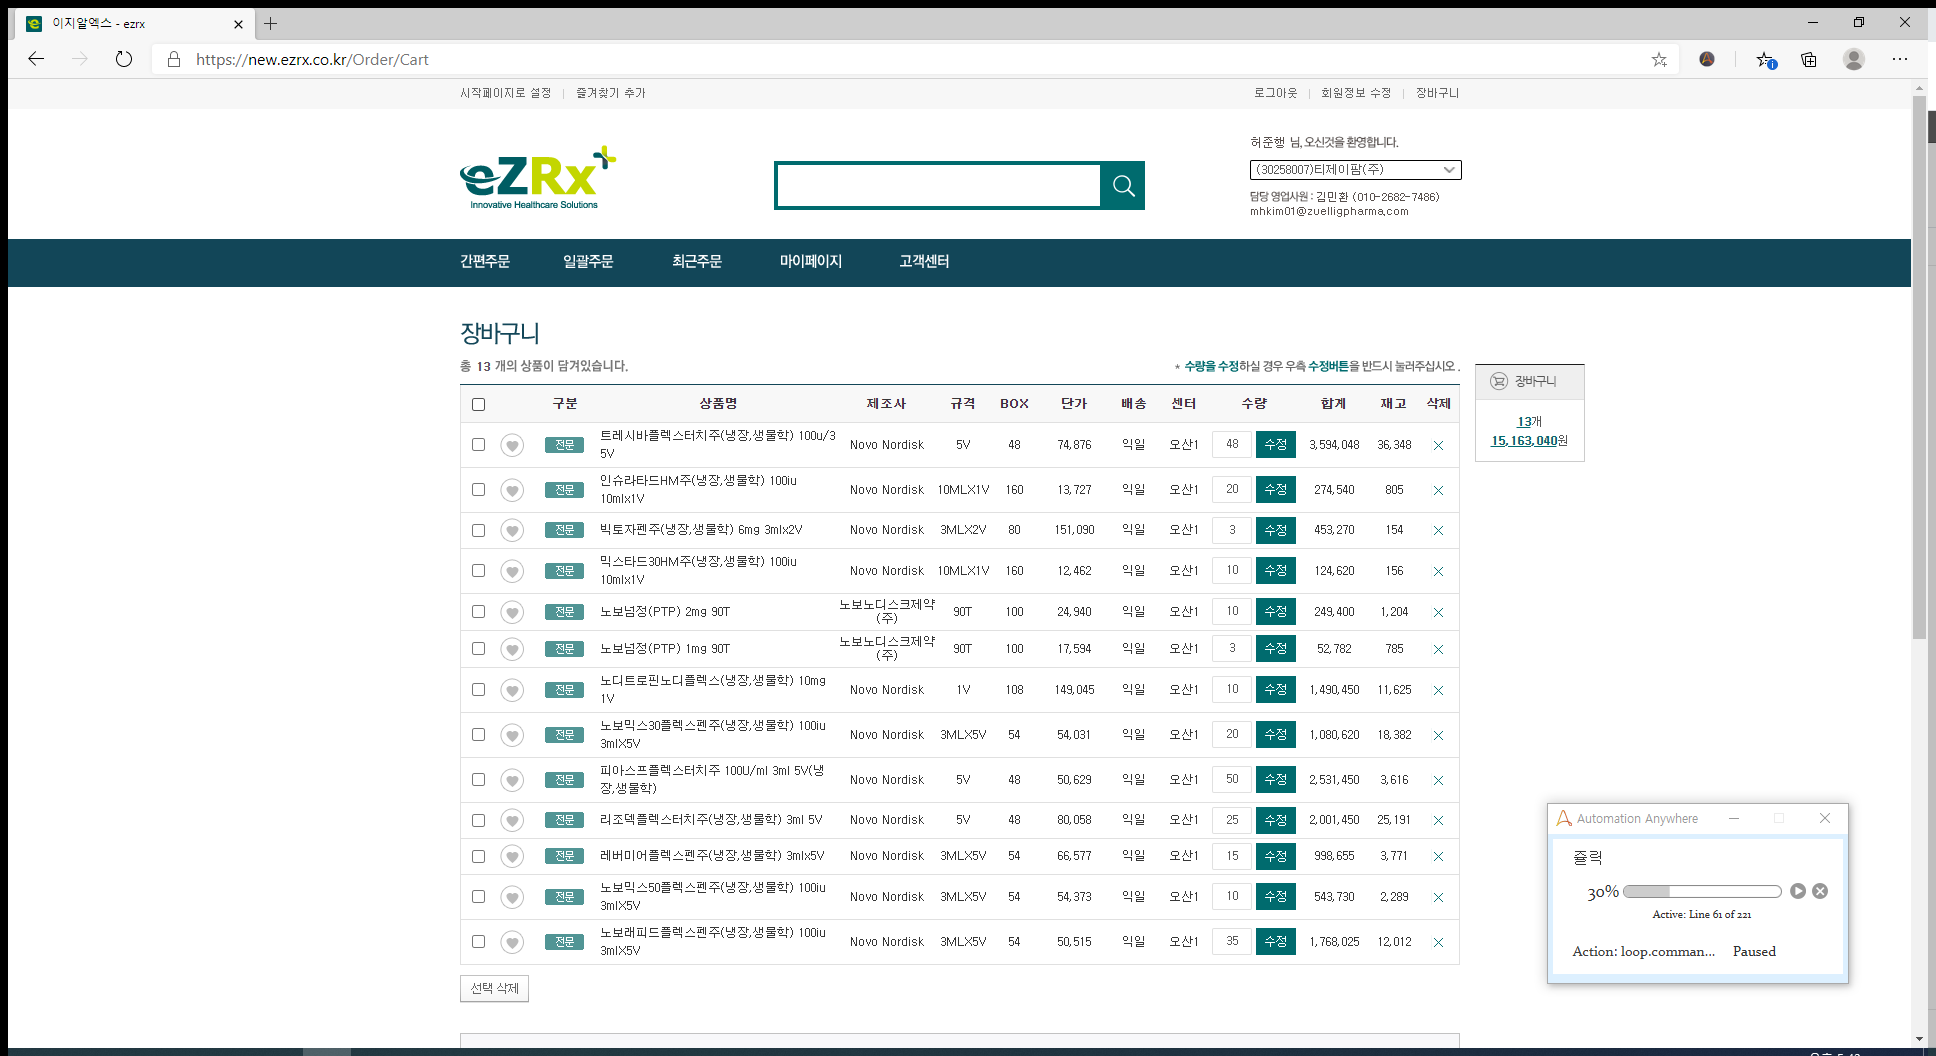 이지알엑스 - ezrx
https://new.ezrx.co.kr/Order/Cart
시작페이지로 설정 | 즐겨찾기 추가
로그아웃 | 회원정보 수정 | 장바구니
eZRx
Innovative Healthcare Solutions
허준행 님, 오신것을 환영합니다.
(30258007)티제이팜(주)
담당 영업사원 : 김민환 (010-2682-7486)
mhkim01@zuelligpharma.com
간편주문 일괄주문 최근주문 마이페이지 고객센터
장바구니
총 13 개의 상품이 담겨있습니다.
* 수량을 수정하실 경우 우측 수정버튼을 반드시 눌러주십시오 .
구분 상품명 제조사 규격 BOX 단가 배송 센터 수량 합계 재고 삭제
전문 트레시바플렉스터치주(냉장,생물학) 100u/3 Novo Nordisk 5V 48 74,876 익일 오산1 48 수정 3,594,048 36,348
5V
전문 인슈라타드HM주(냉장,생물학) 100iu Novo Nordisk 10MLX1V 160 13,727 익일 오산1 20 수정 274,540 805
10mlx1V
전문 빅토자펜주(냉장,생물학) 6mg 3mlx2V Novo Nordisk 3MLX2V 80 151,090 익일 오산1 3 수정 453,270 154
전문 믹스타드30HM주(냉장,생물학) 100iu Novo Nordisk 10MLX1V 160 12,462 익일 오산1 10 수정 124,620 156
10mlx1V
전문 노보넘정(PTP) 2mg 90T 노보노디스크제약 90T 100 24,940 익일 오산1 10 수정 249,400 1,204
(주)
전문 노보넘정(PTP) 1mg 90T 노보노디스크제약 90T 100 17,594 익일 오산1 3 수정 52,782 785
(주)
전문 노디트로핀노디플렉스(냉장,생물학) 10mg Novo Nordisk 1V 108 149,045 익일 오산1 10 수정 1,490,450 11,625
1V
전문 노보믹스30플렉스펜주(냉장,생물학) 100iu Novo Nordisk 3MLX5V 54 54,031 익일 오산1 20 수정 1,080,620 18,382
3mlX5V
전문 피아스프플렉스터치주 100U/ml 3ml 5V(냉 Novo Nordisk 5V 48 50,629 익일 오산1 50 수정 2,531,450 3,616
장,생물학)
전문 리조덱플렉스터치주(냉장,생물학) 3ml 5V Novo Nordisk 5V 48 80,058 익일 오산1 25 수정 2,001,450 25,191
전문 레버미어플렉스펜주(냉장,생물학) 3mlx5V Novo Nordisk 3MLX5V 54 66,577 익일 오산1 15 수정 998,655 3,771
전문 노보믹스50플렉스펜주(냉장,생물학) 100iu Novo Nordisk 3MLX5V 54 54,373 익일 오산1 10 수정 543,730 2,289
3mlX5V
전문 노보래피드플렉스펜주(냉장,생물학) 100iu Novo Nordisk 3MLX5V 54 50,515 익일 오산1 35 수정 1,768,025 12,012
3mlX5V
선택 삭제
장바구니
13개
15,163,040원
Automation Anywhere
쥴릭
30%
Active: Line 61 of 221
Action: loop.comman... Paused